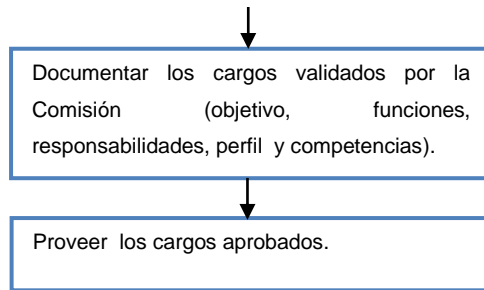 Documentar los cargos validados por la
Comisión (objetivo, funciones,
responsabilidades, perfil y competencias).
Proveer los cargos aprobados.